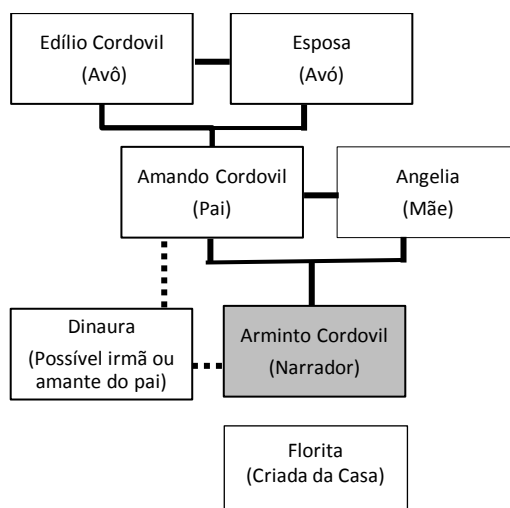 Edílio Cordovil
(Avô)
Esposa
(Avó)
Amando Cordovil
(Pai)
Angelia
(Mãe)
Dinaura
(Possível irmã ou
amante do pai)
Arminto Cordovil
(Narrador)
Florita
(Criada da Casa)